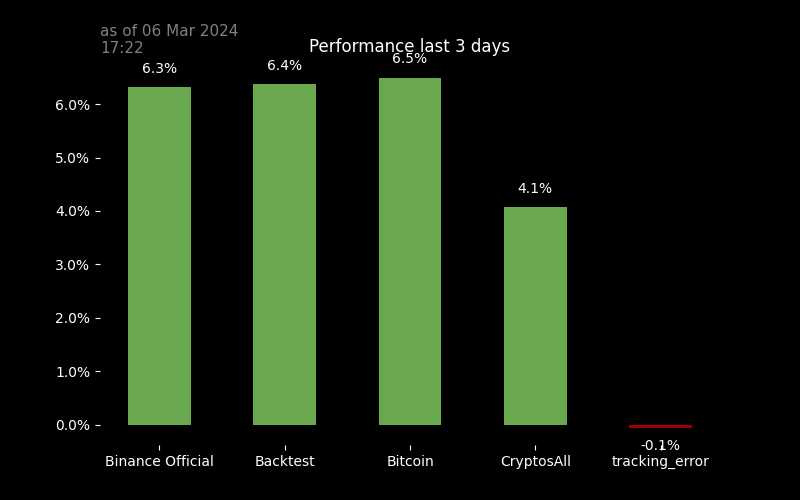 as of 06 Mar 2024
17:22
Performance last 3 days
6.3%
6.4%
6.5%
4.1%
-0.1%
6.0%
5.0%
4.0%
3.0%
2.0%
1.0%
0.0%
Binance Official
Backtest
Bitcoin
CryptosAll
tracking_error